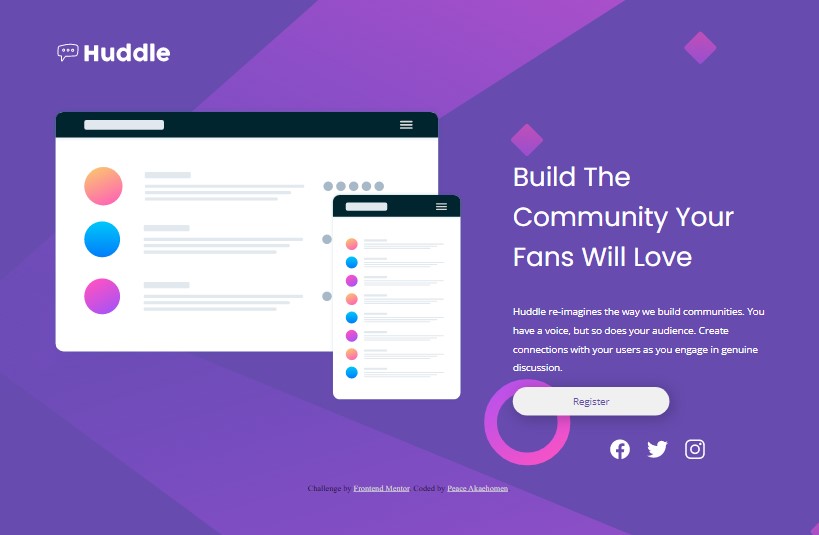 Huddle
Build The
Community Your
Fans Will Love
Huddle re-imagines the way we build communities. You
have a voice, but so does your audience. Create
connections with your users as you engage in genuine
discussion.
Register
Challenge by Frontend Mentor. Coded by Peace Akaehomen